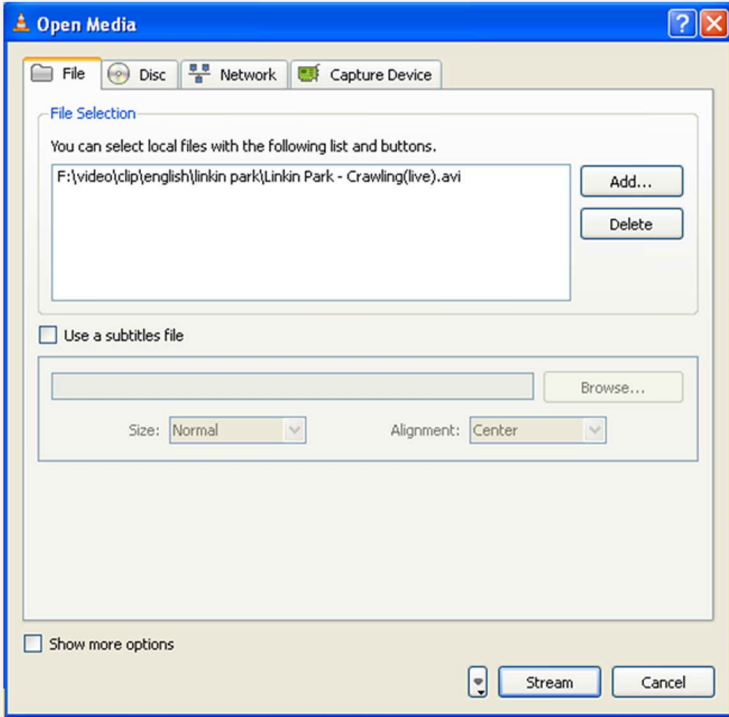 Open Media
File
Disc
Network
Capture Device
File Selection
You can select local files with the following list and buttons.
F:\video\clip\english\linkin park\Linkin Park - Crawling(live).avi
Add...
Delete
Use a subtitles file
Browse...
Size: Normal
Alignment: Center
Show more options
Stream
Cancel